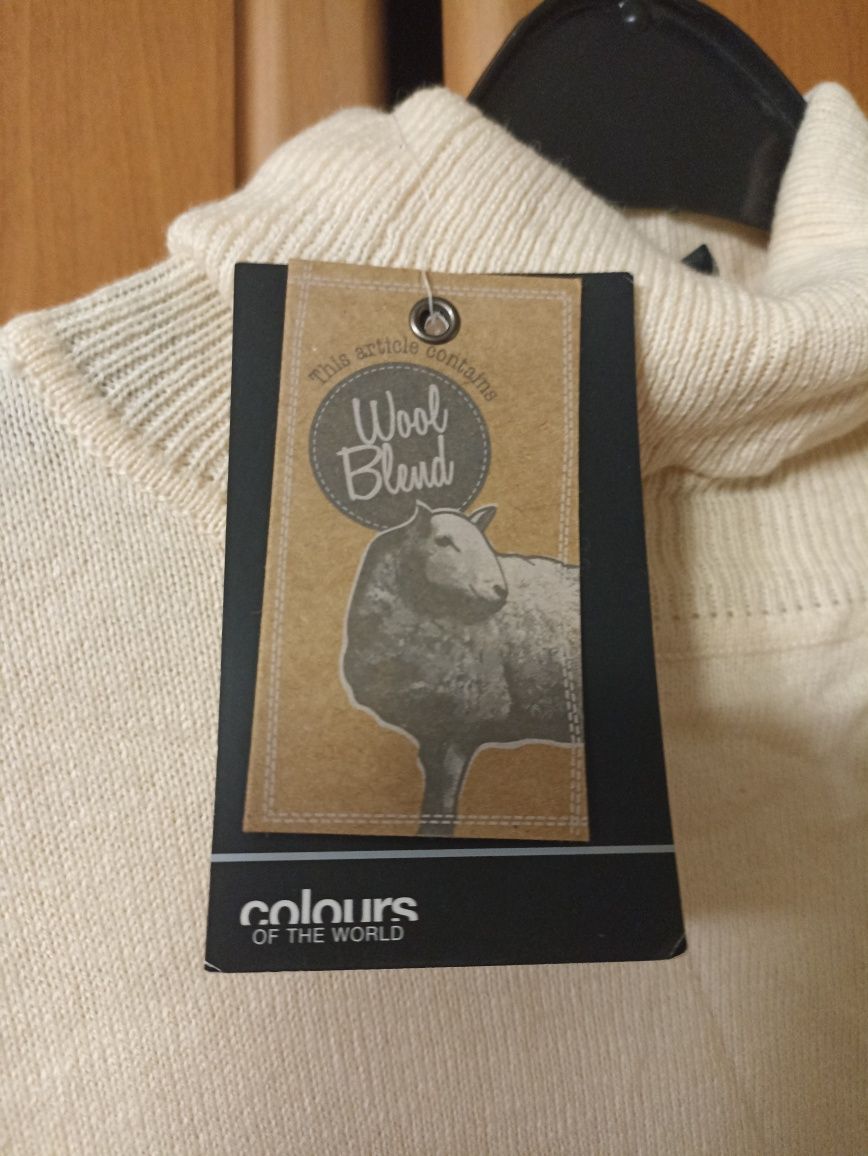 This article contains
Wool
Blend
colours
OF THE WORLD